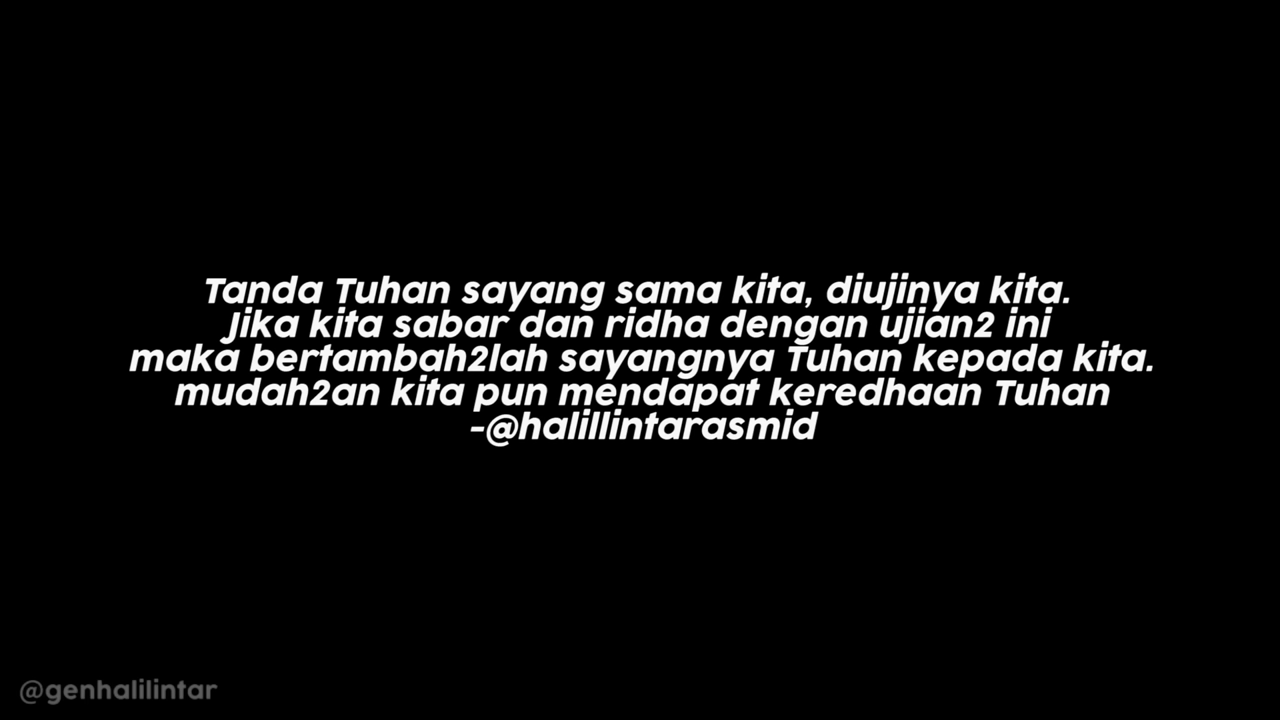 Tanda Tuhan sayang sama kita, diujinya kita.
Jika kita sabar dan ridha dengan ujian2 ini
maka bertambah2lah sayangnya Tuhan kepada kita.
mudah2an kita pun mendapat keredhaan Tuhan
-@halillintarasmid
@genhalilintar